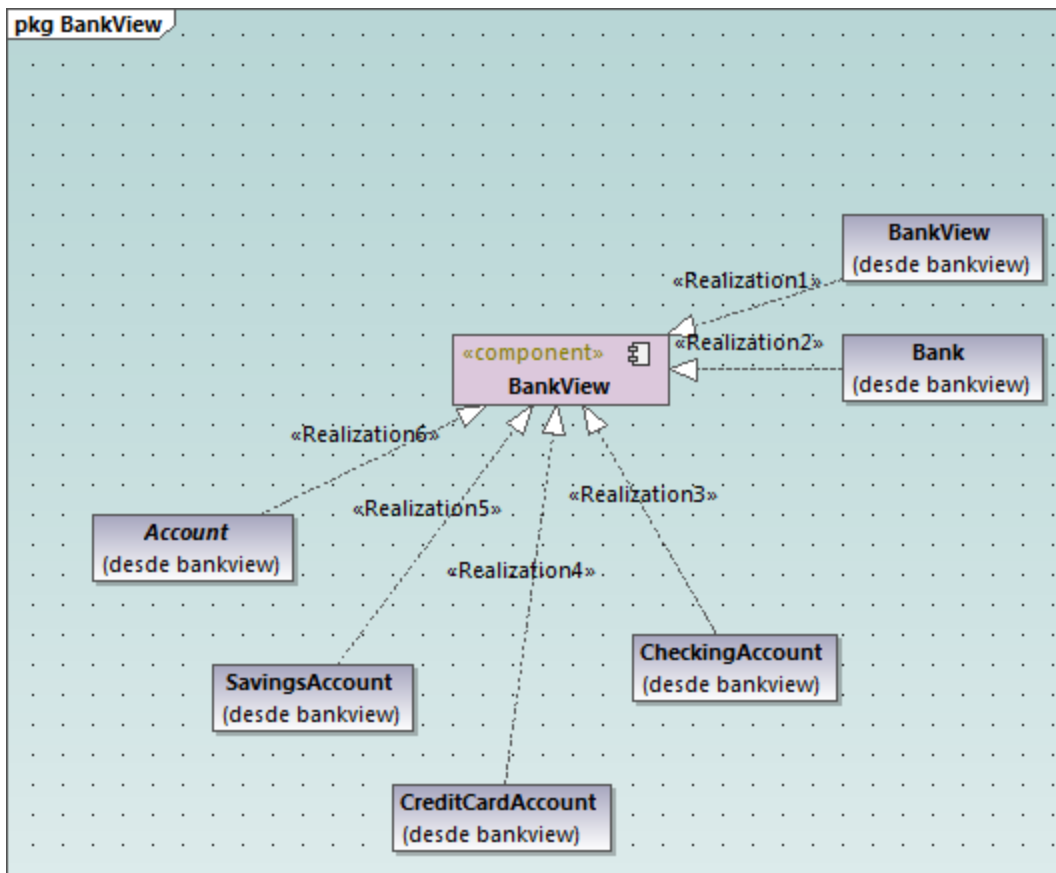 pkg BankView
BankView
(desde bankview)
«Realization1»
«component»
BankView
«Realization2»
Bank
(desde bankview)
«Realization6»
«Realization5»
«Realization3»
Account
(desde bankview)
«Realization4»
CheckingAccount
(desde bankview)
SavingsAccount
(desde bankview)
CreditCardAccount
(desde bankview)